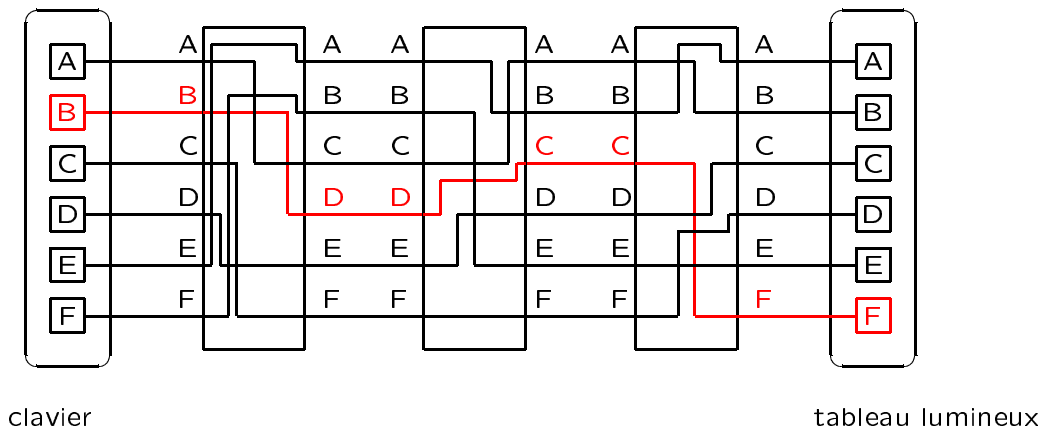 A A A A A A A A
B B B B B B B B
C C C C C C C C
D D D D D D D D
E E E E E E E E
F F F F F F F F
clavier tableau lumineux